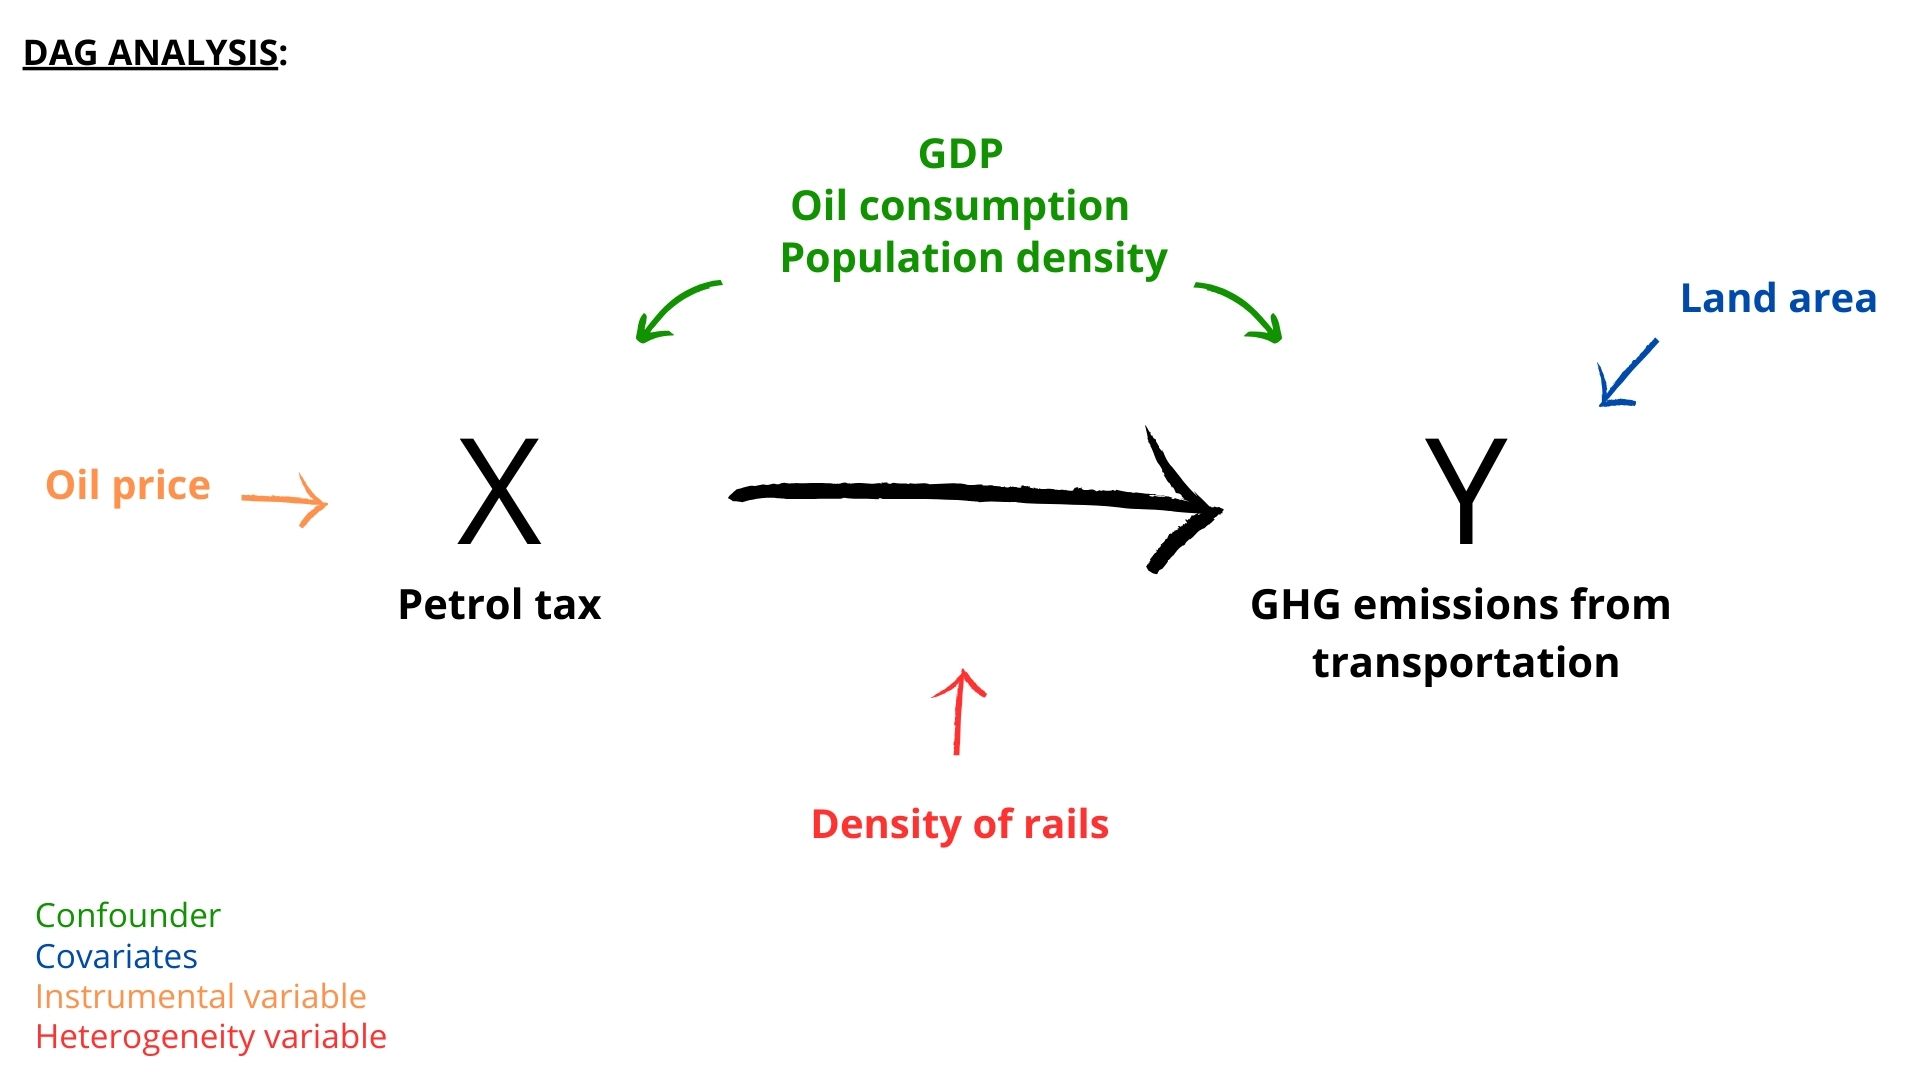 DAG ANALYSIS:
GDP
Oil consumption
Population density
Land area
Oil price
X
Y
Petrol tax
GHG emissions from
transportation
Density of rails
Confounder
Covariates
Instrumental variable
Heterogeneity variable